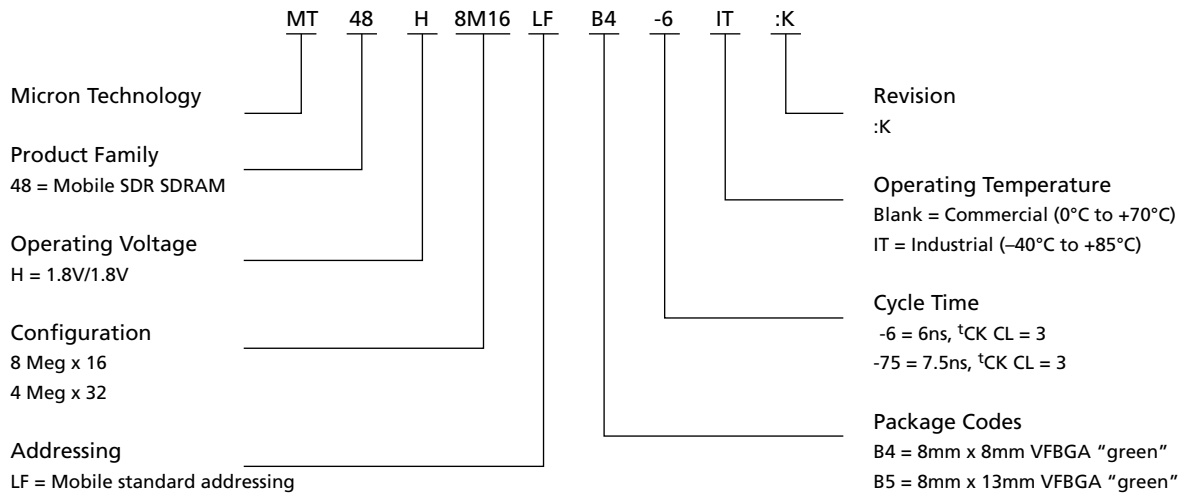 MT 48 H 8M16 LF B4 -6 IT :K
Micron Technology
Product Family
48 = Mobile SDR SDRAM
Operating Voltage
H = 1.8V/1.8V
Configuration
8 Meg x 16
4 Meg x 32
Addressing
LF = Mobile standard addressing
Revision
:K
Operating Temperature
Blank = Commercial (0°C to +70°C)
IT = Industrial (–40°C to +85°C)
Cycle Time
-6 = 6ns, ᵗCK CL = 3
-75 = 7.5ns, ᵗCK CL = 3
Package Codes
B4 = 8mm x 8mm VFBGA “green”
B5 = 8mm x 13mm VFBGA “green”